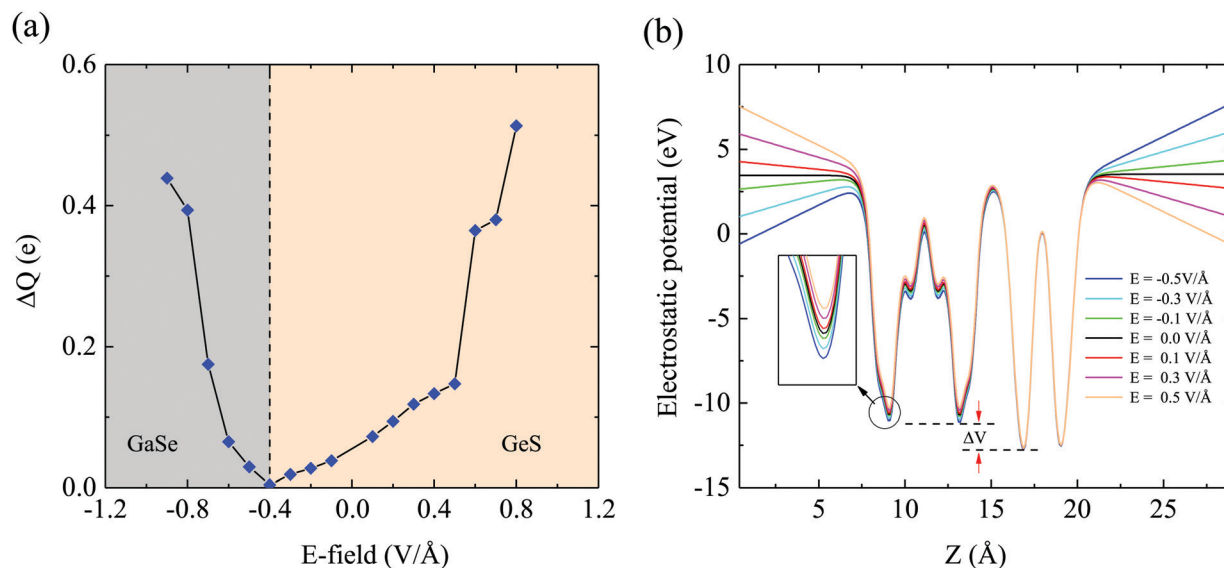 (a)
0.6
0.4
0.2
0.0
ΔQ (e)
GaSe
GeS
-1.2
-0.8
-0.4
0.0
0.4
0.8
1.2
E-field (V/Å)
(b)
10
5
0
-5
-10
-15
Electrostatic potential (eV)
E = -0.5V/Å
E = -0.3 V/Å
E = -0.1 V/Å
E = 0.0 V/Å
E = 0.1 V/Å
E = 0.3 V/Å
E = 0.5 V/Å
ΔV
5
10
15
20
25
Z (Å)